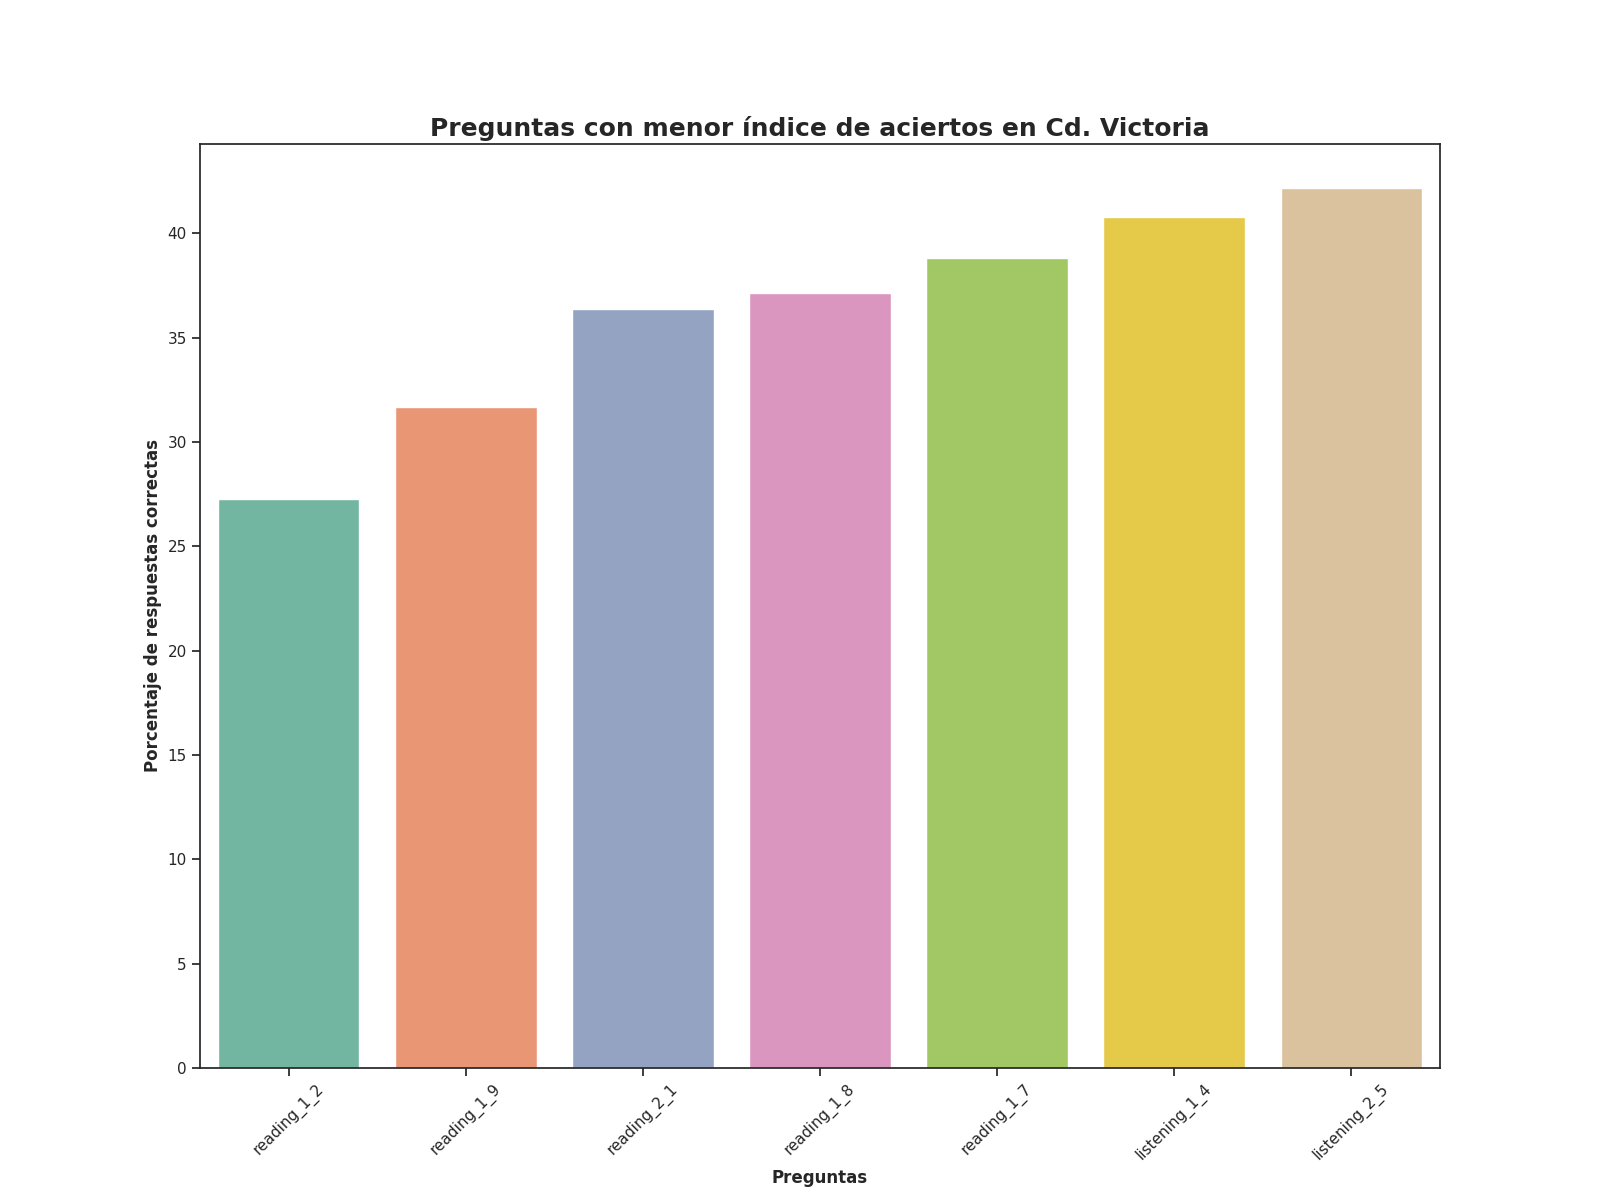 Preguntas con menor índice de aciertos en Cd. Victoria
Porcentaje de respuestas correctas
40
35
30
25
20
15
10
5
0
reading_1_2
reading_1_9
reading_2_1
reading_1_8
reading_1_7
listening_1_4
listening_2_5
Preguntas